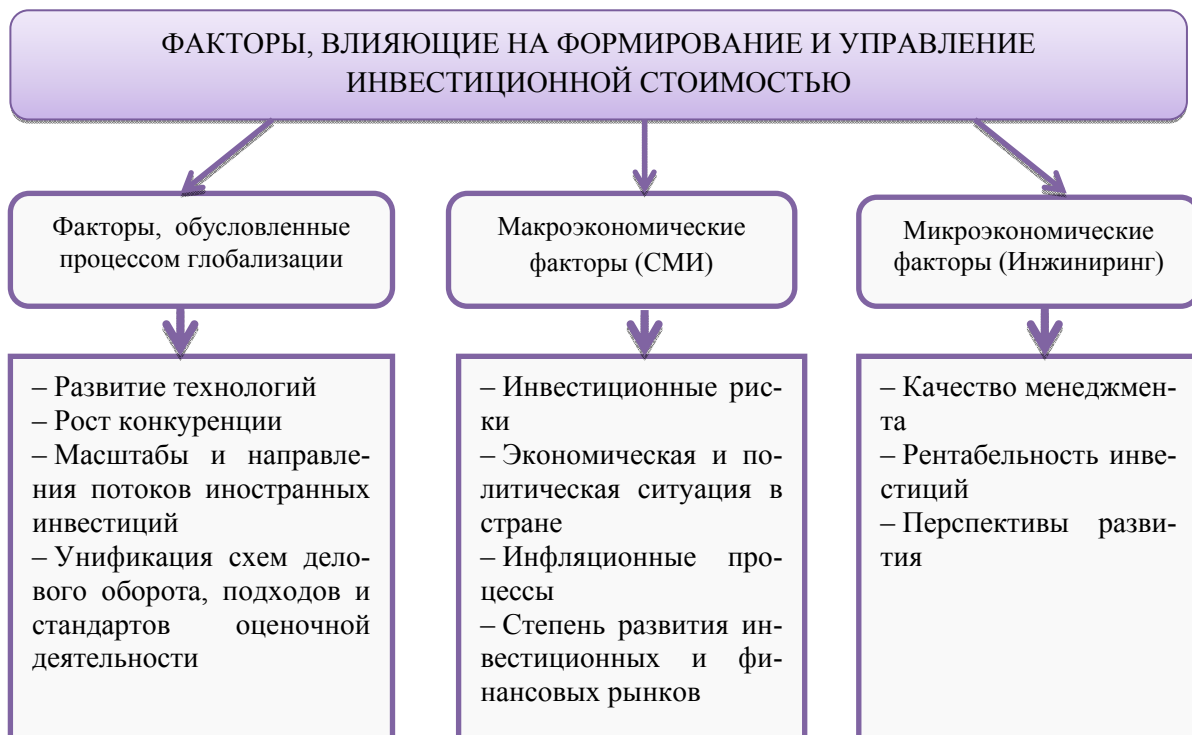 ФАКТОРЫ, ВЛИЯЮЩИЕ НА ФОРМИРОВАНИЕ И УПРАВЛЕНИЕ
ИНВЕСТИЦИОННОЙ СТОИМОСТЬЮ
Факторы, обусловленные
процессом глобализации
Макроэкономические
факторы (СМИ)
Микроэкономические
факторы (Инжиниринг)
– Развитие технологий
– Рост конкуренции
– Масштабы и направле-
ния потоков иностранных
инвестиций
– Унификация схем дело-
вого оборота, подходов и
стандартов оценочной
деятельности
– Инвестиционные рис-
ки
– Экономическая и по-
литическая ситуация в
стране
– Инфляционные про-
цессы
– Степень развития ин-
вестиционных и фи-
нансовых рынков
– Качество менеджмен-
та
– Рентабельность инве-
стиций
– Перспективы разви-
тия